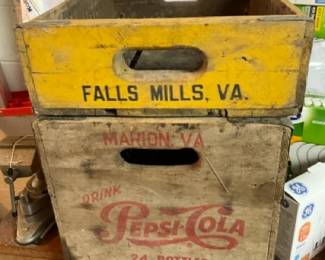 FALLS MILLS, VA.
MARION, VA.
DRINK
PEPSI-COLA
24 BOTTLES